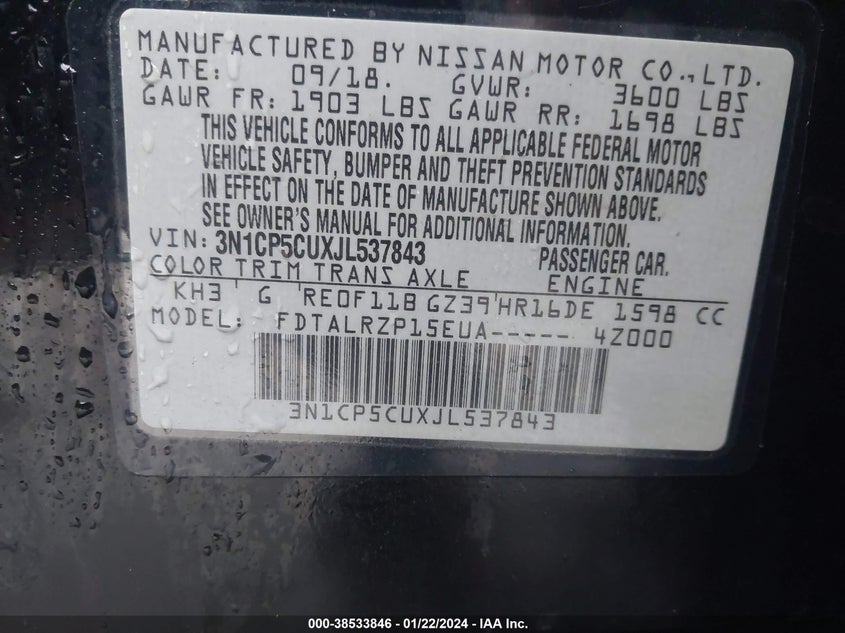 MANUFACTURED BY NISSAN MOTOR CO., LTD.
DATE: 09/18. GVWR: 3600 LBS
GAWR FR: 1903 LBS GAWR RR: 1698 LBS
THIS VEHICLE CONFORMS TO ALL APPLICABLE FEDERAL MOTOR
VEHICLE SAFETY, BUMPER AND THEFT PREVENTION STANDARDS
IN EFFECT ON THE DATE OF MANUFACTURE SHOWN ABOVE.
SEE OWNER'S MANUAL FOR ADDITIONAL INFORMATION.
VIN: 3N1CP5CUXJL537843 PASSENGER CAR.
COLOR TRIM TRANS AXLE ENGINE
KH3 G RE0F11B GZ39 HR16DE 1598 CC
MODEL: FDTALRZP15EUA----- 4Z000
3N1CP5CUXJL537843
000-38533846 - 01/22/2024 - IAA Inc.